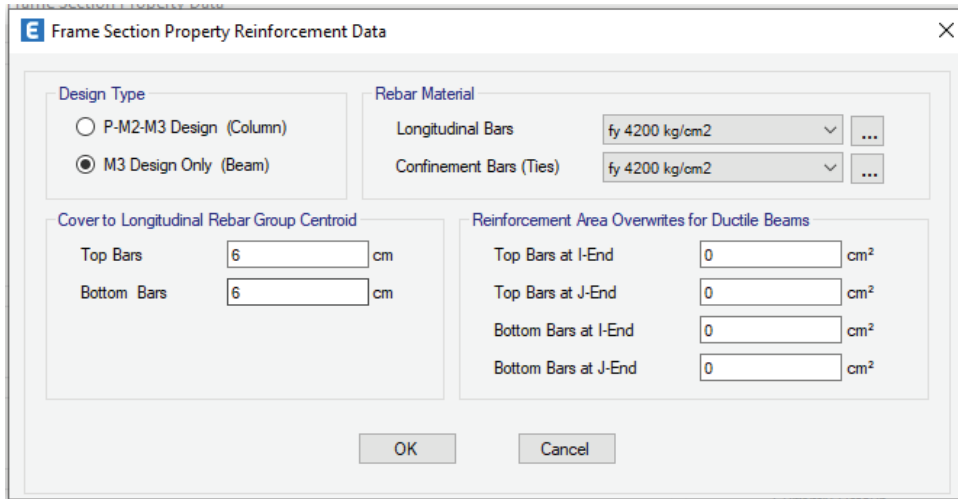 Frame Section Property Data
E Frame Section Property Reinforcement Data
Design Type
P-M2-M3 Design (Column)
M3 Design Only (Beam)
Rebar Material
Longitudinal Bars fy 4200 kg/cm2 ...
Confinement Bars (Ties) fy 4200 kg/cm2 ...
Cover to Longitudinal Rebar Group Centroid
Top Bars 6 cm
Bottom Bars 6 cm
Reinforcement Area Overwrites for Ductile Beams
Top Bars at I-End 0 cm²
Top Bars at J-End 0 cm²
Bottom Bars at I-End 0 cm²
Bottom Bars at J-End 0 cm²
OK Cancel